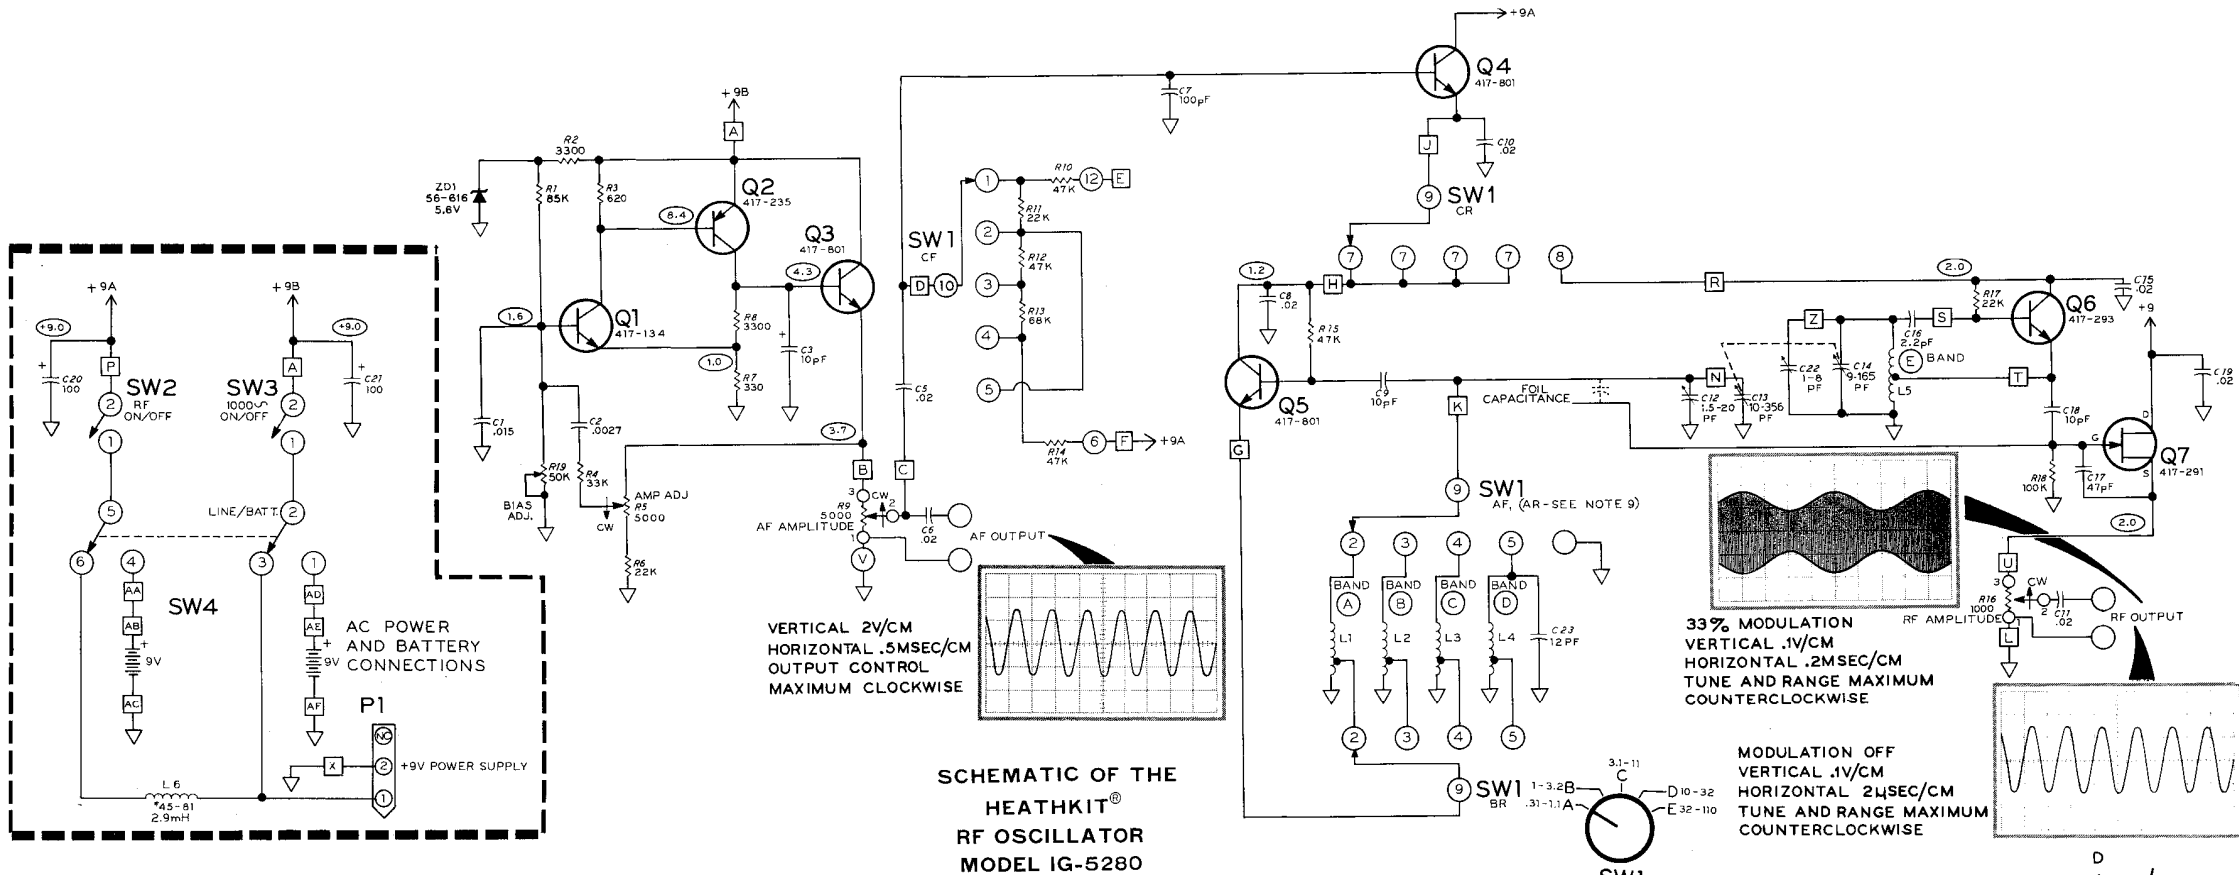 +9A
+9B
+9.0
+9.0
P
A
C20
100
C21
100
SW2
RF
ON/OFF
SW3
1000~
ON/OFF
2
1
2
1
5
LINE/BATT.
2
6
4
3
1
AA
AB
AC
+
9V
SW4
AD
AE
AF
+
9V
AC POWER
AND BATTERY
CONNECTIONS
P1
NC
2
1
X
+9V POWER SUPPLY
L6
*45-81
2.9mH
+9B
A
R2
3300
ZD1
56-616
5.6V
R1
85K
R3
620
Q2
417-235
8.4
Q3
417-801
4.3
1.6
Q1
417-134
1.0
R8
3300
C3
10pF
R7
330
C1
.015
C2
.0027
R19
50K
BIAS
ADJ.
R4
33K
AMP ADJ
R5
5000
CW
R6
22K
3.7
B
C
3
CW
2
R9
5000
AF AMPLITUDE
1
V
C6
.02
AF OUTPUT
C5
.02
SW1
CF
D
10
1
R10
47K
12
E
R11
22K
2
R12
47K
3
R13
68K
4
5
R14
47K
6
F
+9A
VERTICAL 2V/CM
HORIZONTAL .5MSEC/CM
OUTPUT CONTROL
MAXIMUM CLOCKWISE
SCHEMATIC OF THE
HEATHKIT®
RF OSCILLATOR
MODEL IG-5280
C7
100pF
+9A
Q4
417-801
J
C10
.02
9
SW1
CR
7
7
7
7
8
1.2
H
C8
.02
R15
47K
Q5
417-801
G
C9
10pF
K
FOIL
CAPACITANCE
N
C12
1.5-20
PF
C13
10-356
PF
9
SW1
AF, (AR-SEE NOTE 9)
2
3
4
5
BAND
A
BAND
B
BAND
C
BAND
D
L1
L2
L3
L4
C23
12PF
2
3
4
5
9
SW1
BR
3.1-11
C
1-3.2B
D10-32
.31-1.1A
E32-110
SW1
R
2.0
C15
.02
R17
22K
Q6
417-293
+9
Z
C16
2.2pF
S
C22
1-8
PF
C14
9-165
PF
E
BAND
L5
T
C19
.02
C18
10pF
D
G
S
Q7
417-291
R18
100K
C17
47pF
2.0
U
3
CW
R16
1000
2
C11
.02
RF AMPLITUDE
1
L
RF OUTPUT
33% MODULATION
VERTICAL .1V/CM
HORIZONTAL .2MSEC/CM
TUNE AND RANGE MAXIMUM
COUNTERCLOCKWISE
MODULATION OFF
VERTICAL .1V/CM
HORIZONTAL 2µSEC/CM
TUNE AND RANGE MAXIMUM
COUNTERCLOCKWISE
D